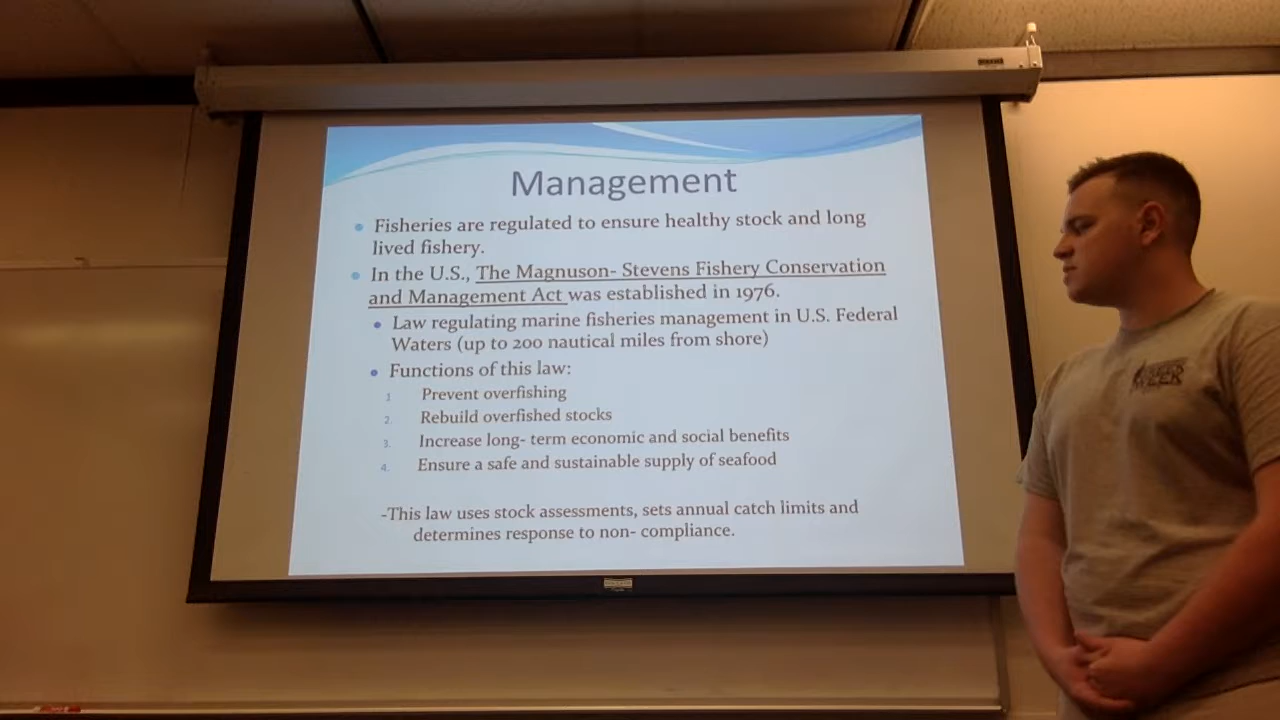 Management
Fisheries are regulated to ensure healthy stock and long
lived fishery.
In the U.S., The Magnuson- Stevens Fishery Conservation
and Management Act was established in 1976.
Law regulating marine fisheries management in U.S. Federal
Waters (up to 200 nautical miles from shore)
Functions of this law:
1. Prevent overfishing
2. Rebuild overfished stocks
3. Increase long- term economic and social benefits
4. Ensure a safe and sustainable supply of seafood
-This law uses stock assessments, sets annual catch limits and
determines response to non- compliance.
WEEK